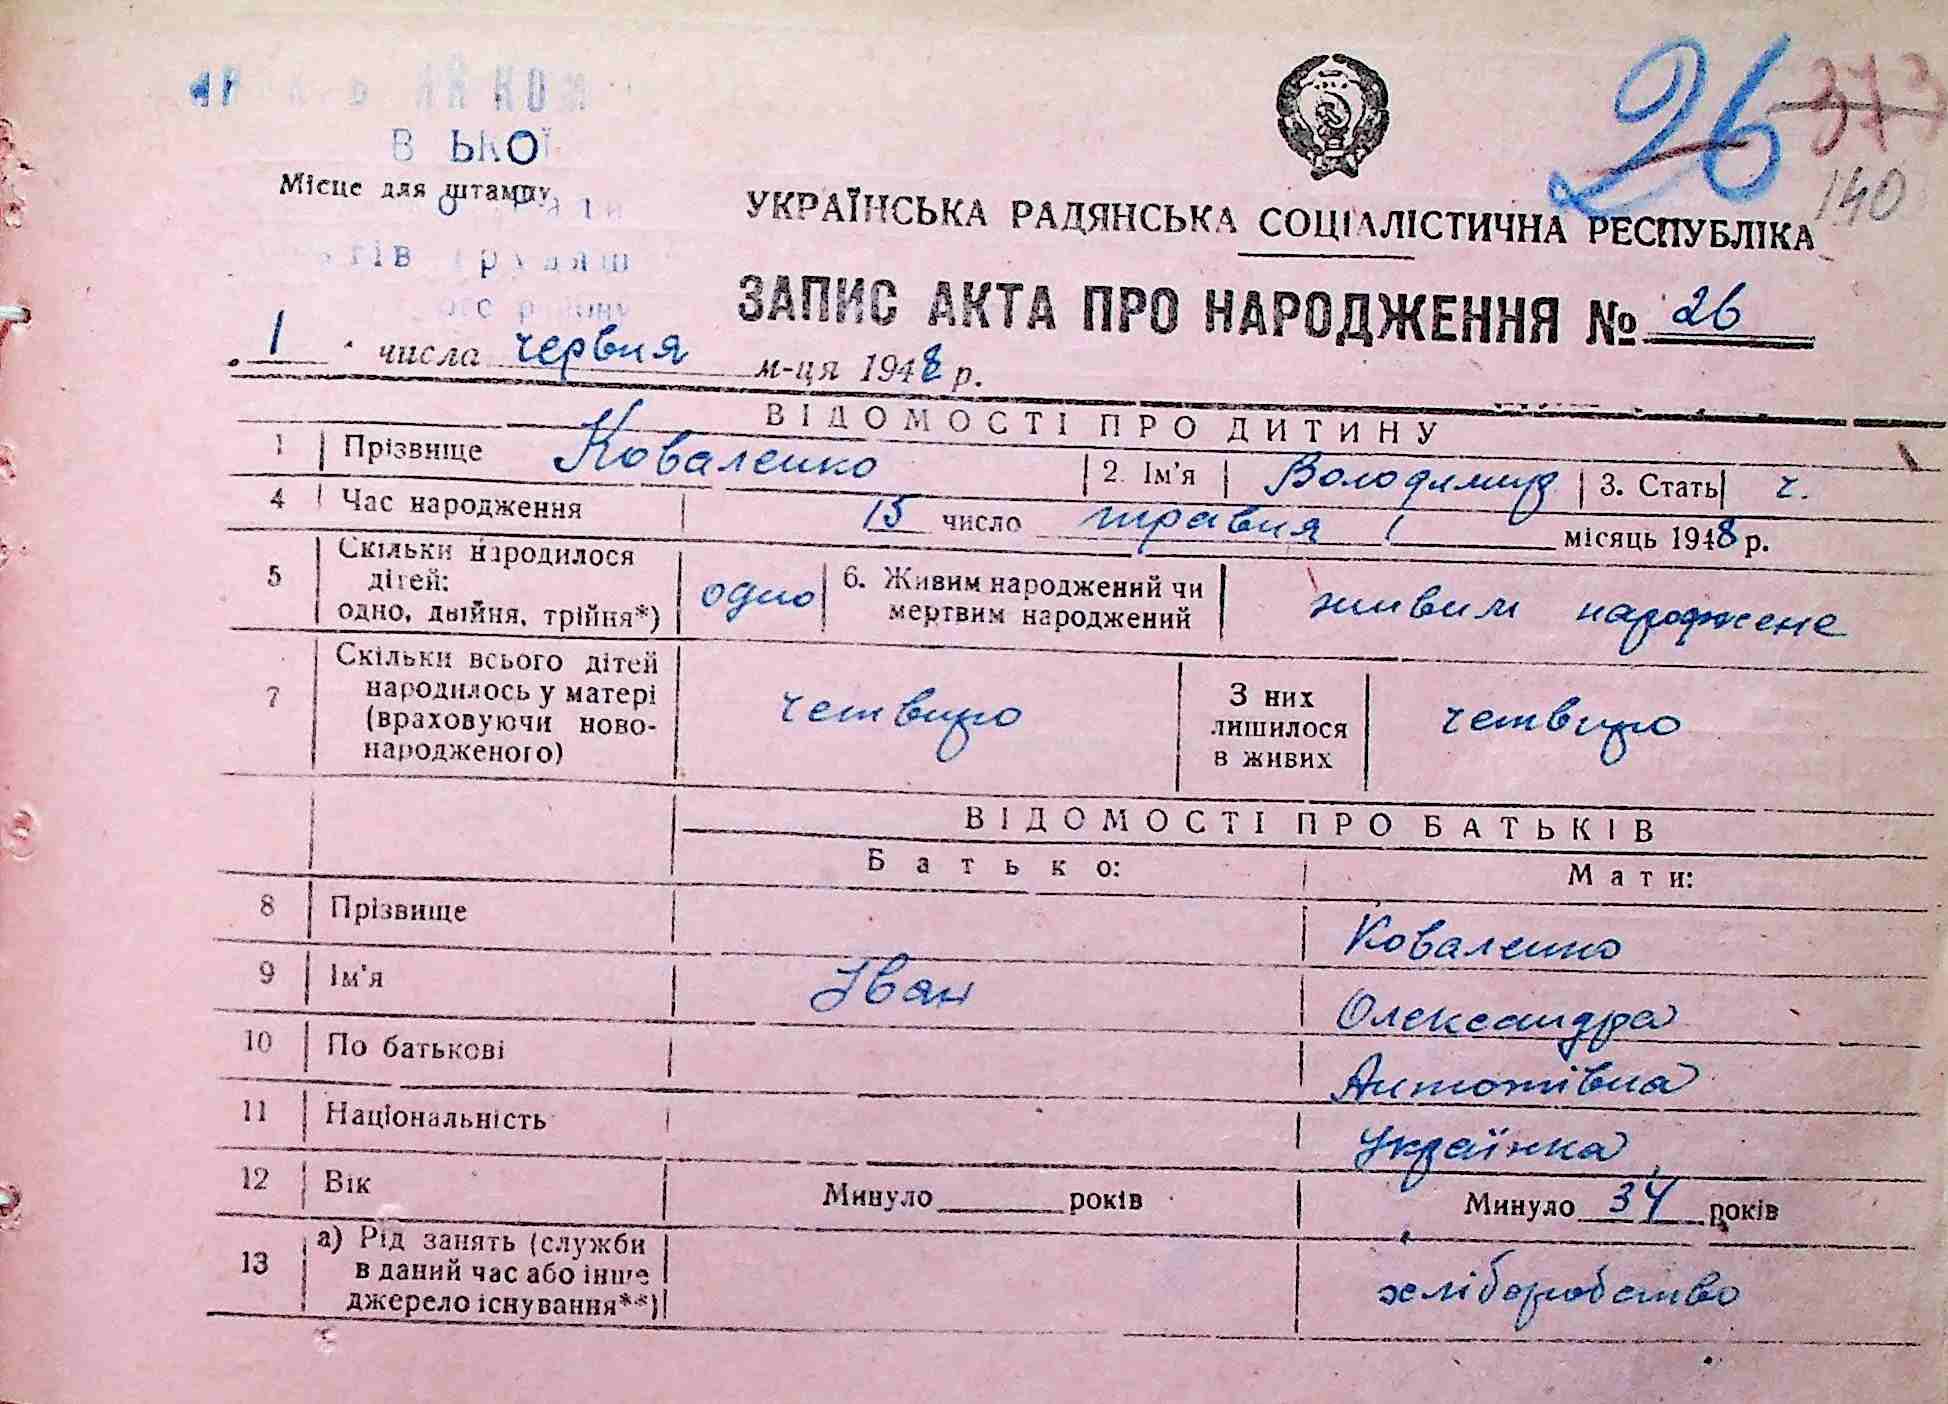 26 373
140
Місце для штампу
УКРАЇНСЬКА РАДЯНСЬКА СОЦІАЛІСТИЧНА РЕСПУБЛІКА
ЗАПИС АКТА ПРО НАРОДЖЕННЯ № 26
1 числа червня м-ця 1948 р.
ВІДОМОСТІ ПРО ДИТИНУ
1 Прізвище Коваленко 2. Ім'я Володимир 3. Стать ч.
4 Час народження 15 число травня місяць 1948 р.
5 Скільки народилося
дітей:
одно, двійня, трійня*) одно 6. Живим народжений чи
мертвим народжений живим народжене
7 Скільки всього дітей
народилось у матері
(враховуючи ново-
народженого) четвиро З них
лишилося
в живих четвиро
ВІДОМОСТІ ПРО БАТЬКІВ
Батько: Мати:
8 Прізвище Коваленко
9 Ім'я Іван Олександра
10 По батькові Антонівна
11 Національність Українка
12 Вік Минуло років Минуло 34 років
13 а) Рід занять (служби
в даний час або інше
джерело існування**) хліборобство